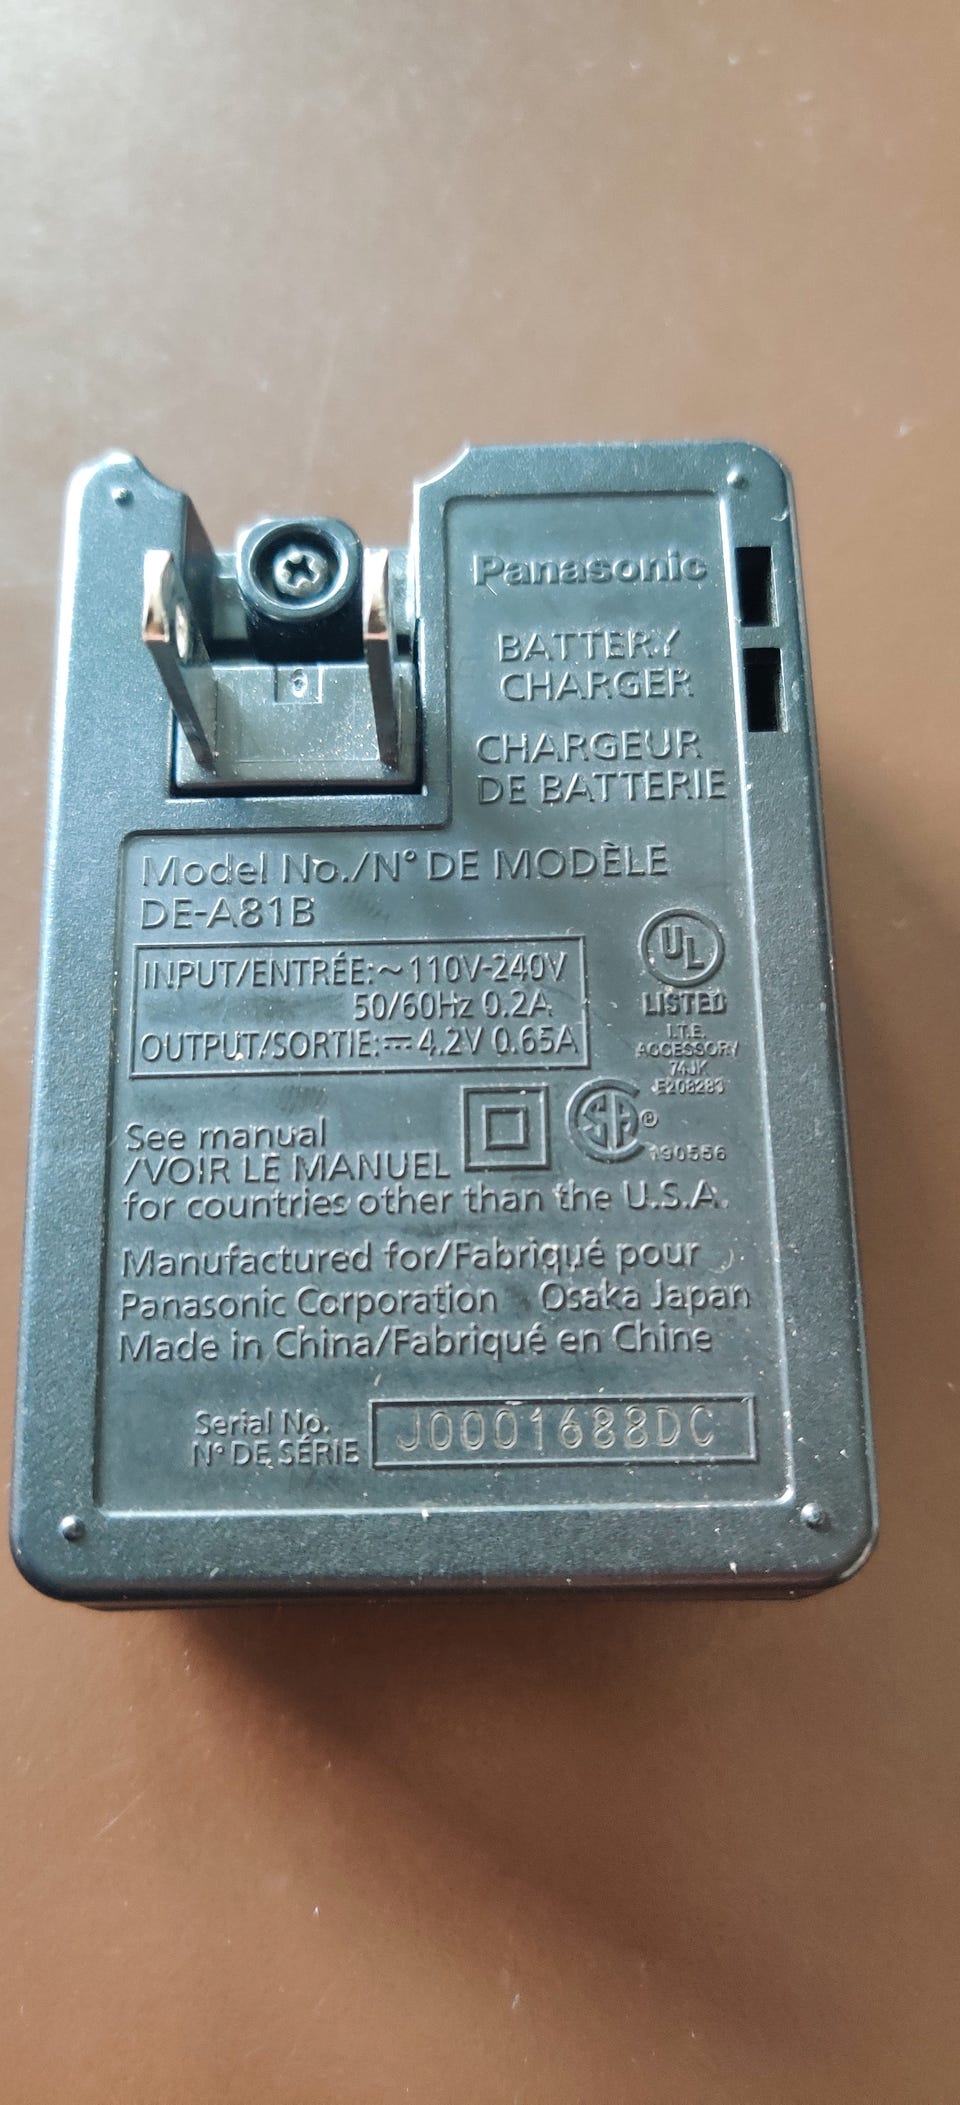 Panasonic
BATTERY
CHARGER
CHARGEUR
DE BATTERIE
6
Model No./N° DE MODÈLE
DE-A81B
INPUT/ENTRÉE:~110V-240V
50/60Hz 0.2A
OUTPUT/SORTIE:⎓4.2V 0.65A
UL
LISTED
I.T.E.
ACCESSORY
74JK
E208283
See manual
/VOIR LE MANUEL
for countries other than the U.S.A.
SA®
190556
Manufactured for/Fabriqué pour
Panasonic Corporation Osaka Japan
Made in China/Fabriqué en Chine
Serial No.
N° DE SÉRIE
J0001688DC